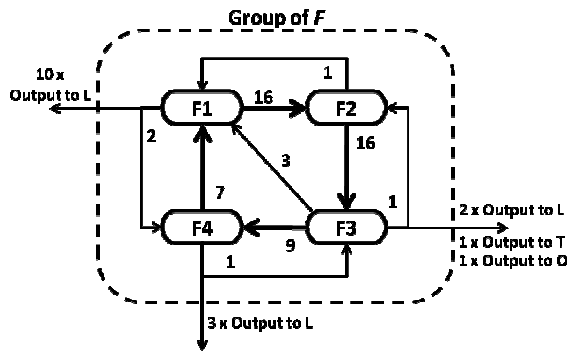 Group of F
10 x
Output to L
1
F1
16
F2
2
16
3
7
1
F4
9
F3
2 x Output to L
1 x Output to T
1 x Output to O
1
3 x Output to L